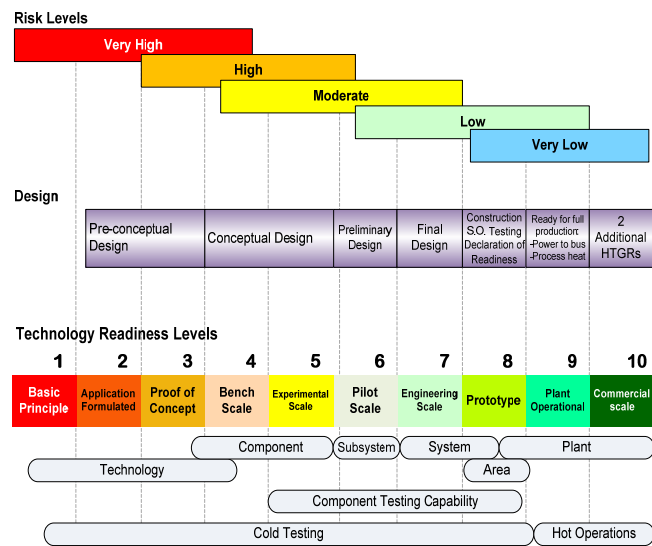 Risk Levels
Very High
High
Moderate
Low
Very Low
Design
Pre-conceptual
Design
Conceptual Design
Preliminary
Design
Final
Design
Construction
S.O. Testing
Declaration of
Readiness
Ready for full
production:
-Power to bus
-Process heat
2
Additional
HTGRs
Technology Readiness Levels
1 2 3 4 5 6 7 8 9 10
Basic
Principle
Application
Formulated
Proof of
Concept
Bench
Scale
Experimental
Scale
Pilot
Scale
Engineering
Scale
Prototype
Plant
Operational
Commercial
scale
Component
Subsystem
System
Plant
Technology
Area
Component Testing Capability
Cold Testing
Hot Operations